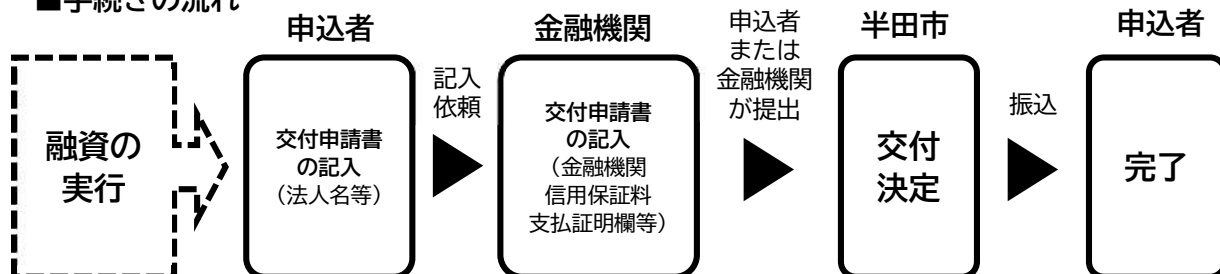 ■手続きの流れ
融資の
実行
申込者
交付申請書
の記入
（法人名等）
記入
依頼
金融機関
交付申請書
の記入
（金融機関
信用保証料
支払証明欄等）
申込者
または
金融機関
が提出
半田市
交付
決定
振込
申込者
完了